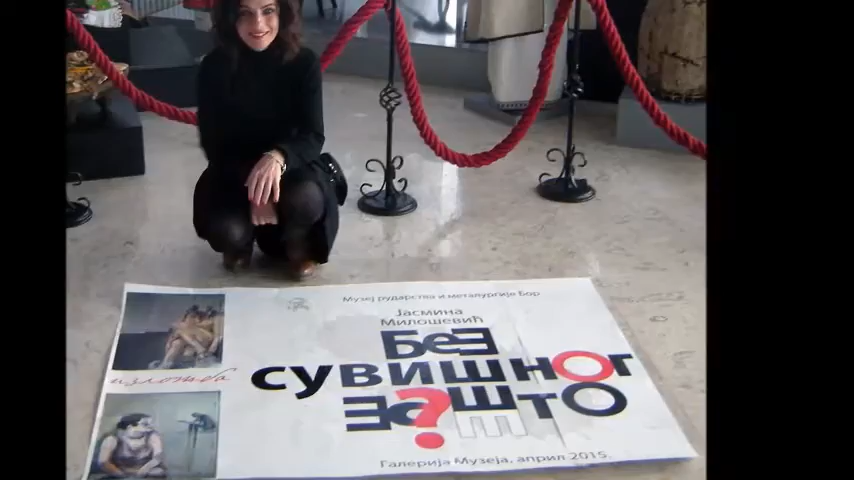 Музеј рударства и металургије Бор
Јасмина
Милошевић
Без
сувишног
зашто
изложба
Галерија Музеја, април 2015.